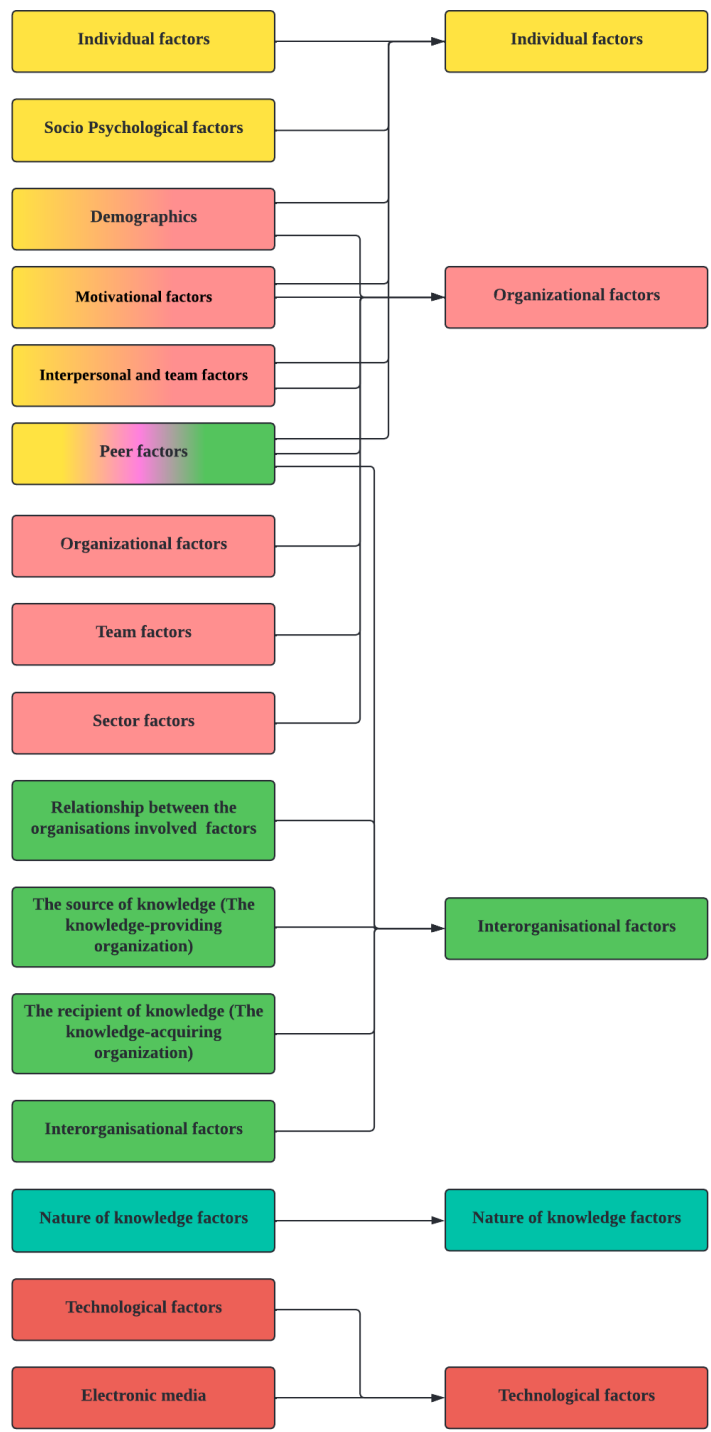 Individual factors
Individual factors
Socio Psychological factors
Demographics
Motivational factors
Organizational factors
Interpersonal and team factors
Peer factors
Organizational factors
Team factors
Sector factors
Relationship between the
organisations involved  factors
The source of knowledge (The
knowledge-providing
organization)
Interorganisational factors
The recipient of knowledge (The
knowledge-acquiring
organization)
Interorganisational factors
Nature of knowledge factors
Nature of knowledge factors
Technological factors
Electronic media
Technological factors